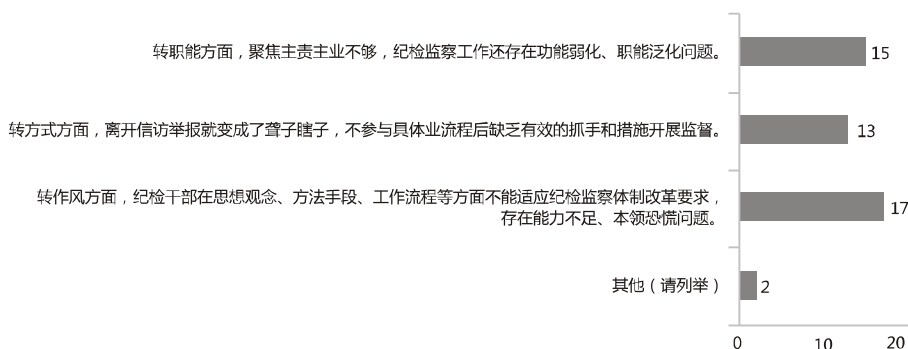 转职能方面，聚焦主责主业不够，纪检监察工作还存在功能弱化、职能泛化问题。 15
转方式方面，离开信访举报就变成了聋子瞎子，不参与具体业流程后缺乏有效的抓手和措施开展监督。 13
转作风方面，纪检干部在思想观念、方法手段、工作流程等方面不能适应纪检监察体制改革要求，
存在能力不足、本领恐慌问题。 17
其他（请列举） 2
0 10 20